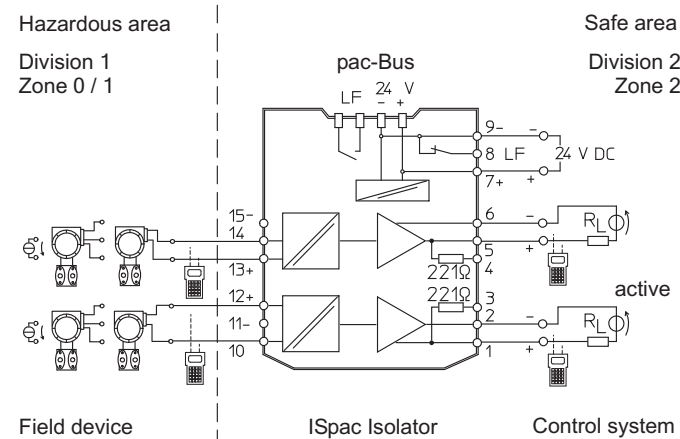 Hazardous area
Safe area
Division 1
Zone 0 / 1
pac-Bus
Division 2
Zone 2
LF 24 V
- +
9-
8 LF
7+
-
+
24 V DC
15-
14
13+
12+
11-
10
6
5
4
221Ω
221Ω
3
2
1
-
+
RL
active
-
+
RL
Field device
ISpac Isolator
Control system